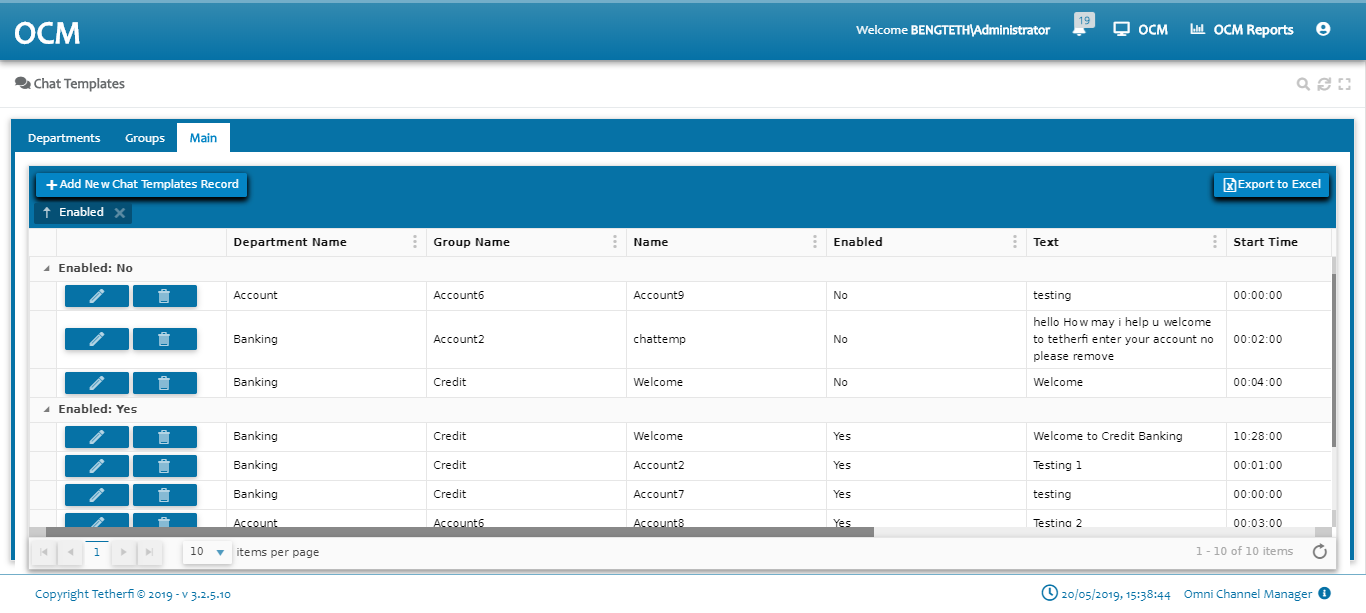 OCM
Welcome BENGTETH\Administrator 19 OCM OCM Reports
Chat Templates
Departments Groups Main
Add New Chat Templates Record Export to Excel
Enabled
Department Name Group Name Name Enabled Text Start Time
Enabled: No
Account Account6 Account9 No testing 00:00:00
Banking Account2 chattemp No hello How may i help u welcome to tetherfi enter your account no please remove 00:02:00
Banking Credit Welcome No Welcome 00:04:00
Enabled: Yes
Banking Credit Welcome Yes Welcome to Credit Banking 10:28:00
Banking Credit Account2 Yes Testing 1 00:01:00
Banking Credit Account7 Yes testing 00:00:00
Account Account6 Account8 Yes Testing 2 00:03:00
1 10 items per page 1 - 10 of 10 items
Copyright Tetherfi © 2019 - v 3.2.5.10 20/05/2019, 15:38:44 Omni Channel Manager